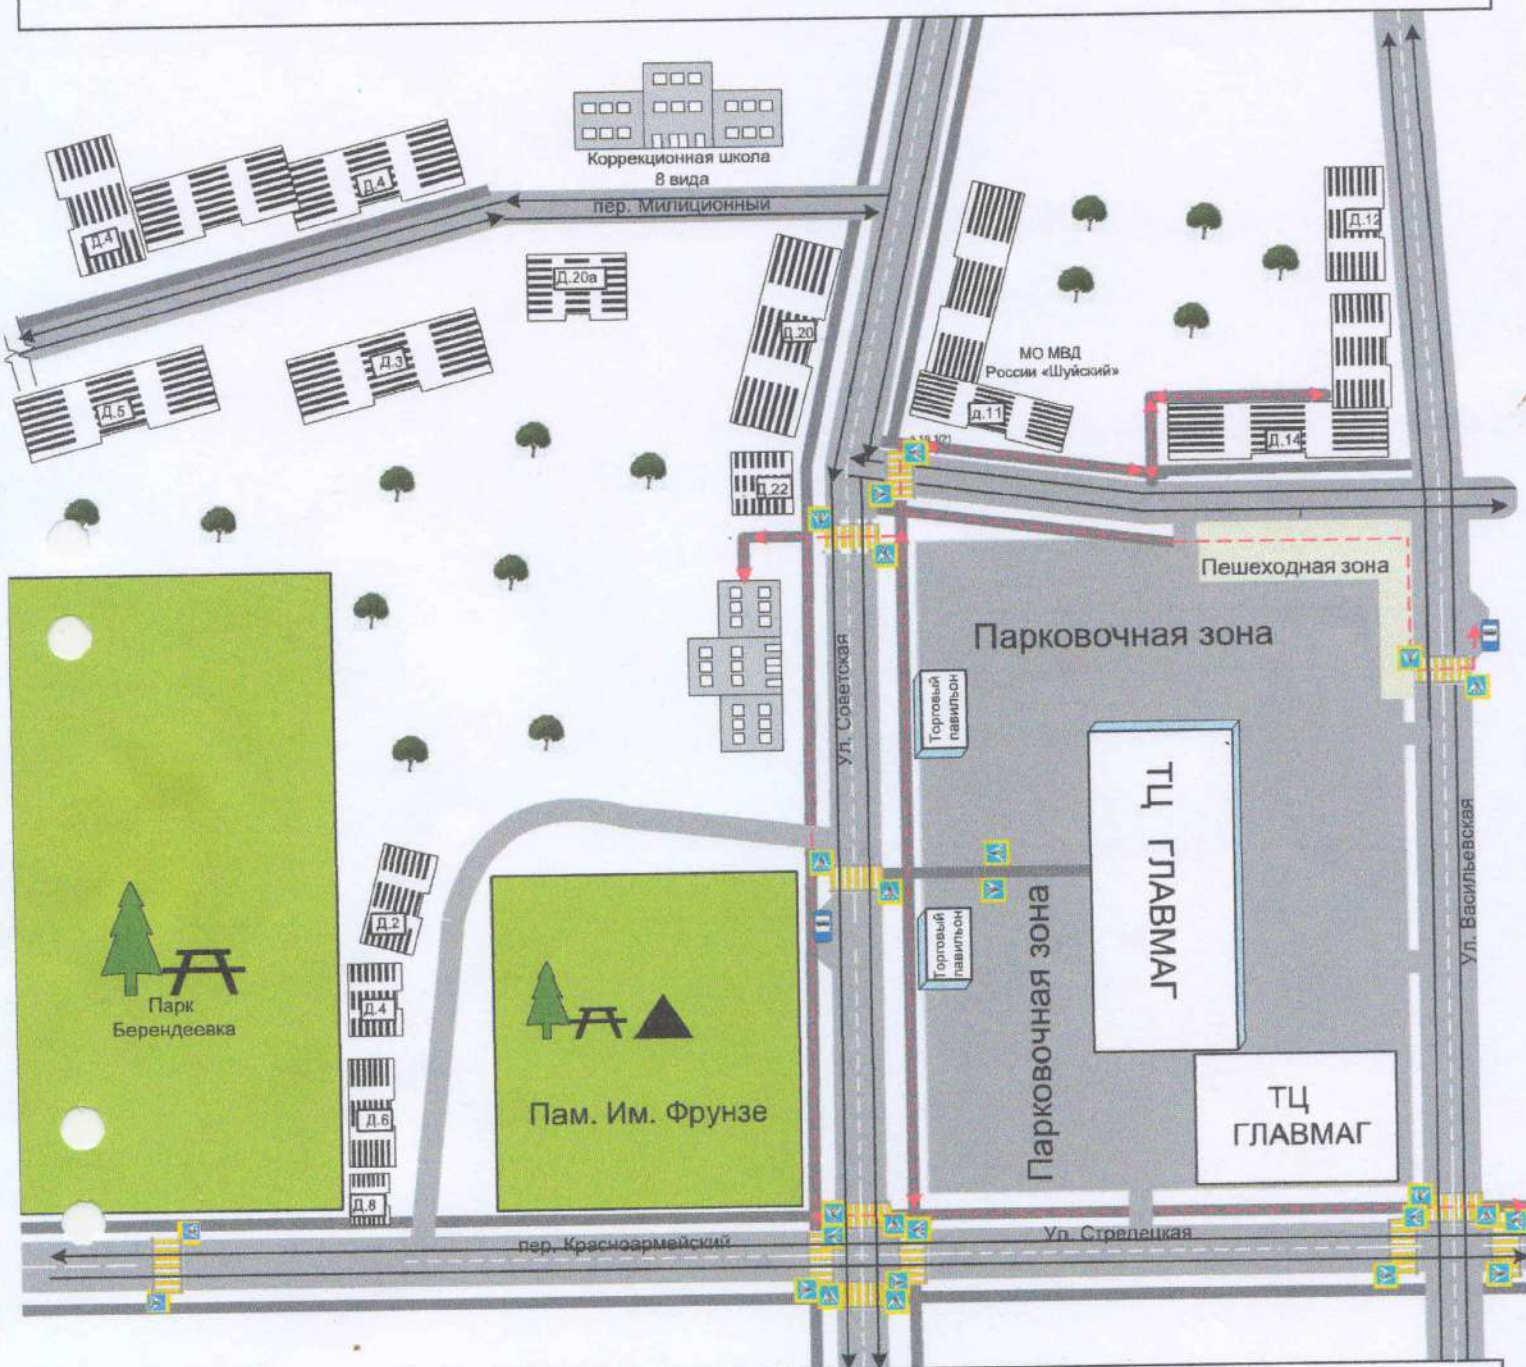 Коррекционная школа
8 вида
пер. Милиционный
Д.4
Д.4
Д.12
Д.20а
Д.20
Д.3
Д.5
МО МВД
России «Шуйский»
д.11
Д.14
Д.22
Пешеходная зона
Парковочная зона
Ул. Советская
Торговый
павильон
ТЦ ГЛАВМАГ
Ул. Васильевская
Д.2
Торговый
павильон
Парковочная зона
Парк
Берендеевка
Д.4
Пам. Им. Фрунзе
Д.6
ТЦ
ГЛАВМАГ
Д.8
пер. Красноармейский
Ул. Стрелецкая